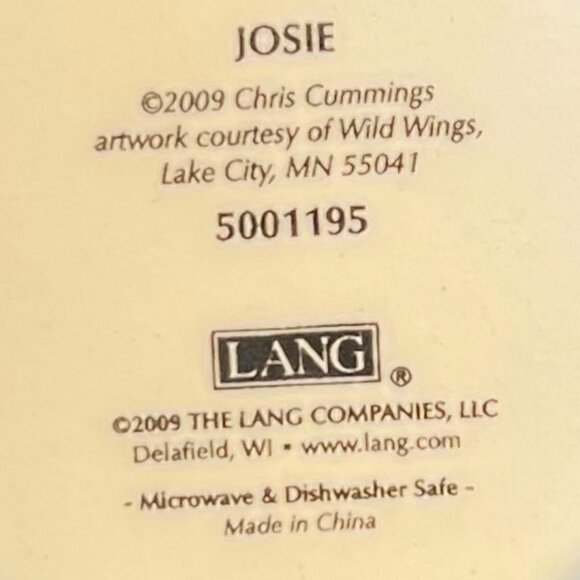 JOSIE
©2009 Chris Cummings
artwork courtesy of Wild Wings,
Lake City, MN 55041
5001195
LANG®
©2009 THE LANG COMPANIES, LLC
Delafield, WI • www.lang.com
- Microwave & Dishwasher Safe -
Made in China